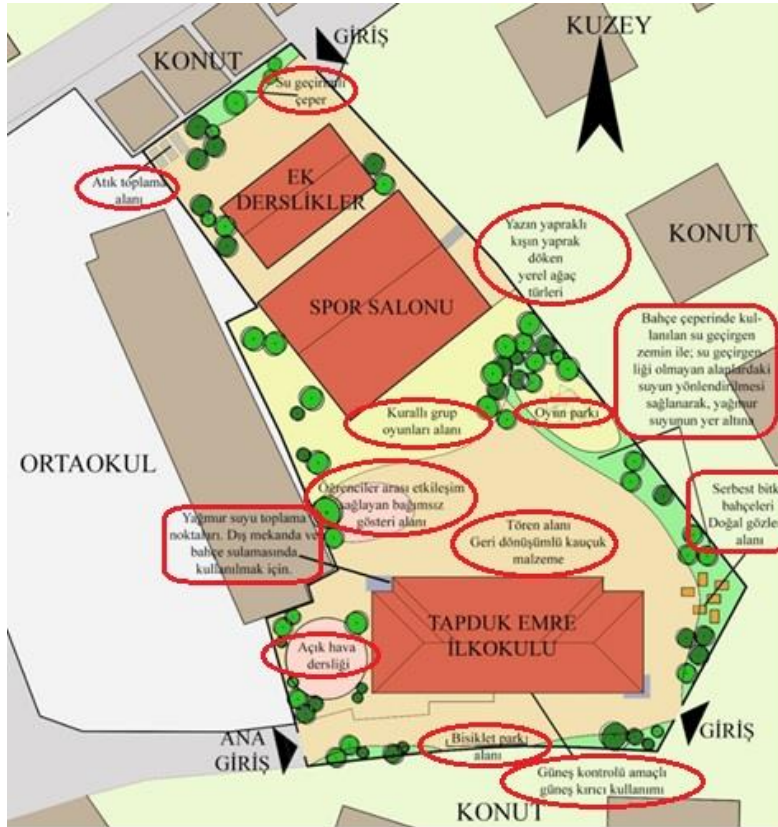 GİRİŞ
KUZEY
KONUT
Su geçirimli
çeper
Atık toplama
alanı
EK
DERSLİKLER
Yazın yapraklı
kışın yaprak
döken
yerel ağaç
türleri
KONUT
SPOR SALONU
Bahçe çeperinde kul-
lanılan su geçirgen
zemin ile; su geçirgen-
liği olmayan alanlardaki
suyun yönlendirilmesi
sağlanarak, yağmur
suyunun yer altına
Kurallı grup
oyunları alanı
Oyun parkı
ORTAOKUL
Öğrenciler arası etkileşim
sağlayan bağımsız
gösteri alanı
Serbest bitk
bahçeleri
Doğal gözle
alanı
Yağmur suyu toplama
noktaları. Dış mekanda ve
bahçe sulamasında
kullanılmak için.
Tören alanı
Geri dönüşümlü kauçuk
malzeme
TAPDUK EMRE
İLKOKULU
Açık hava
dersliği
ANA
GİRİŞ
Bisiklet parkı
alanı
GİRİŞ
Güneş kontrolü amaçlı
güneş kırıcı kullanımı
KONUT